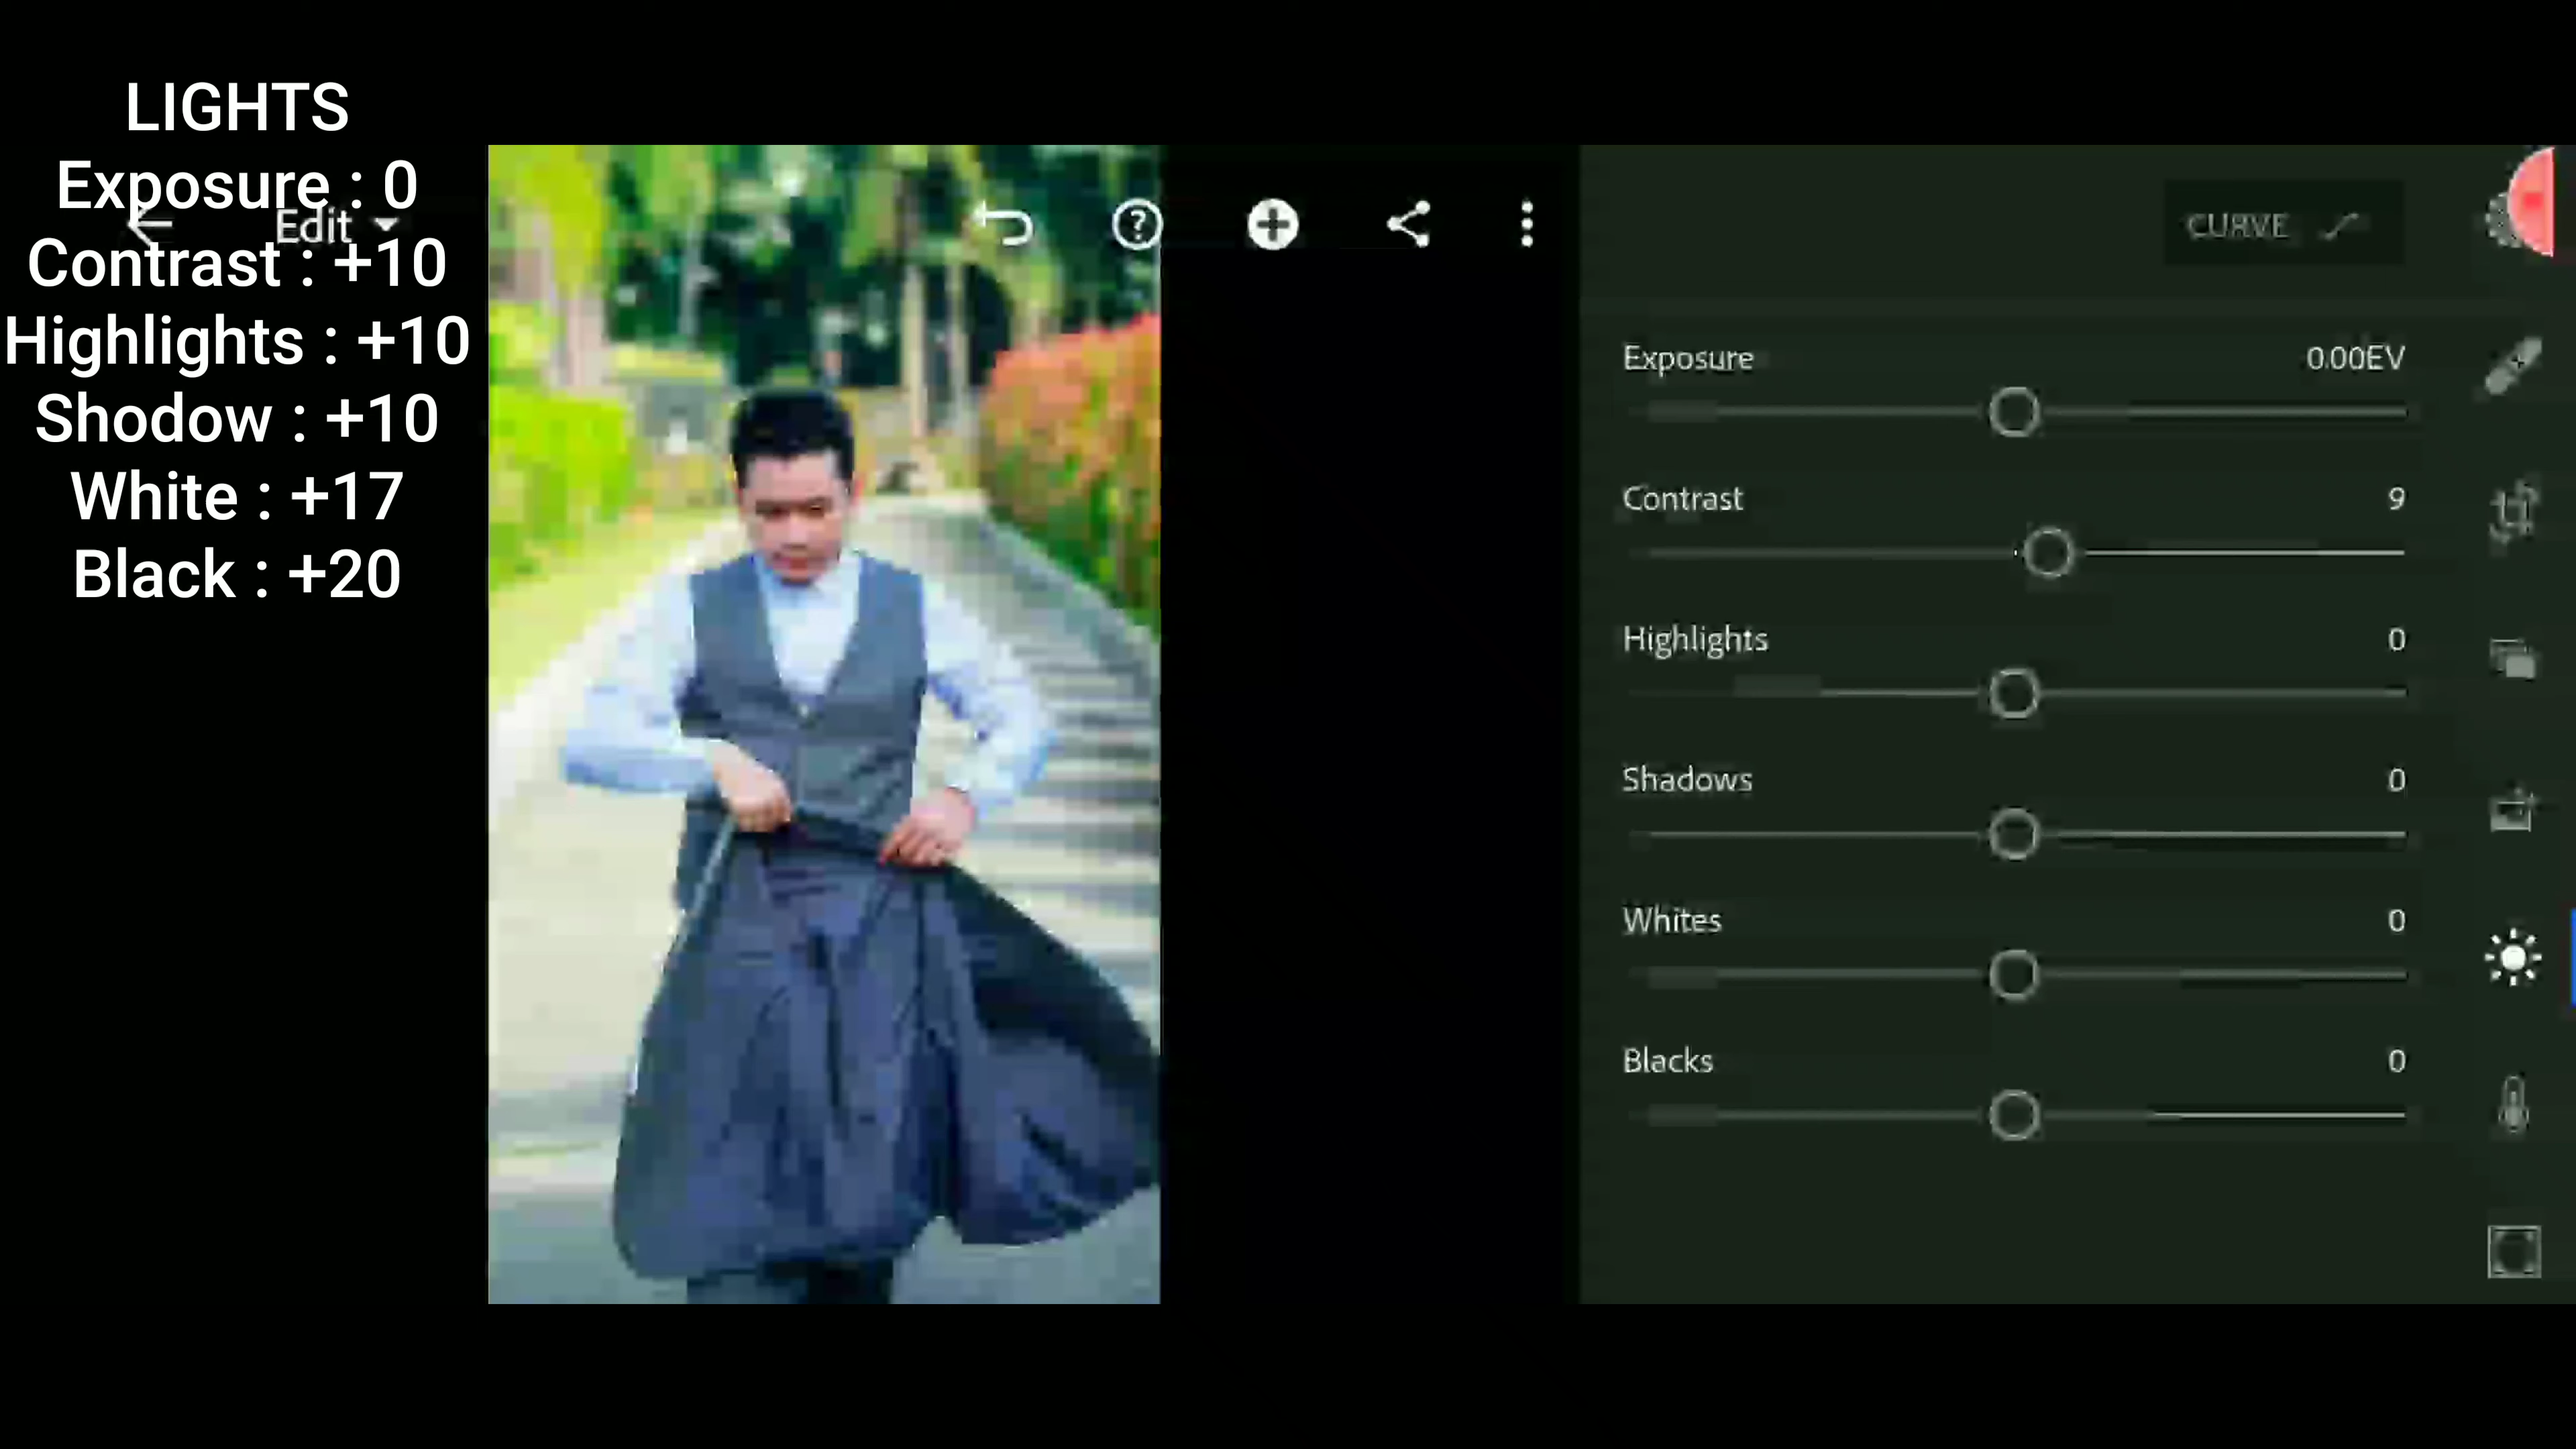 LIGHTS
Exposure : 0
Contrast : +10
Highlights : +10
Shodow : +10
White : +17
Black : +20
Edit
CURVE
Exposure 0.00EV
Contrast 9
Highlights 0
Shadows 0
Whites 0
Blacks 0